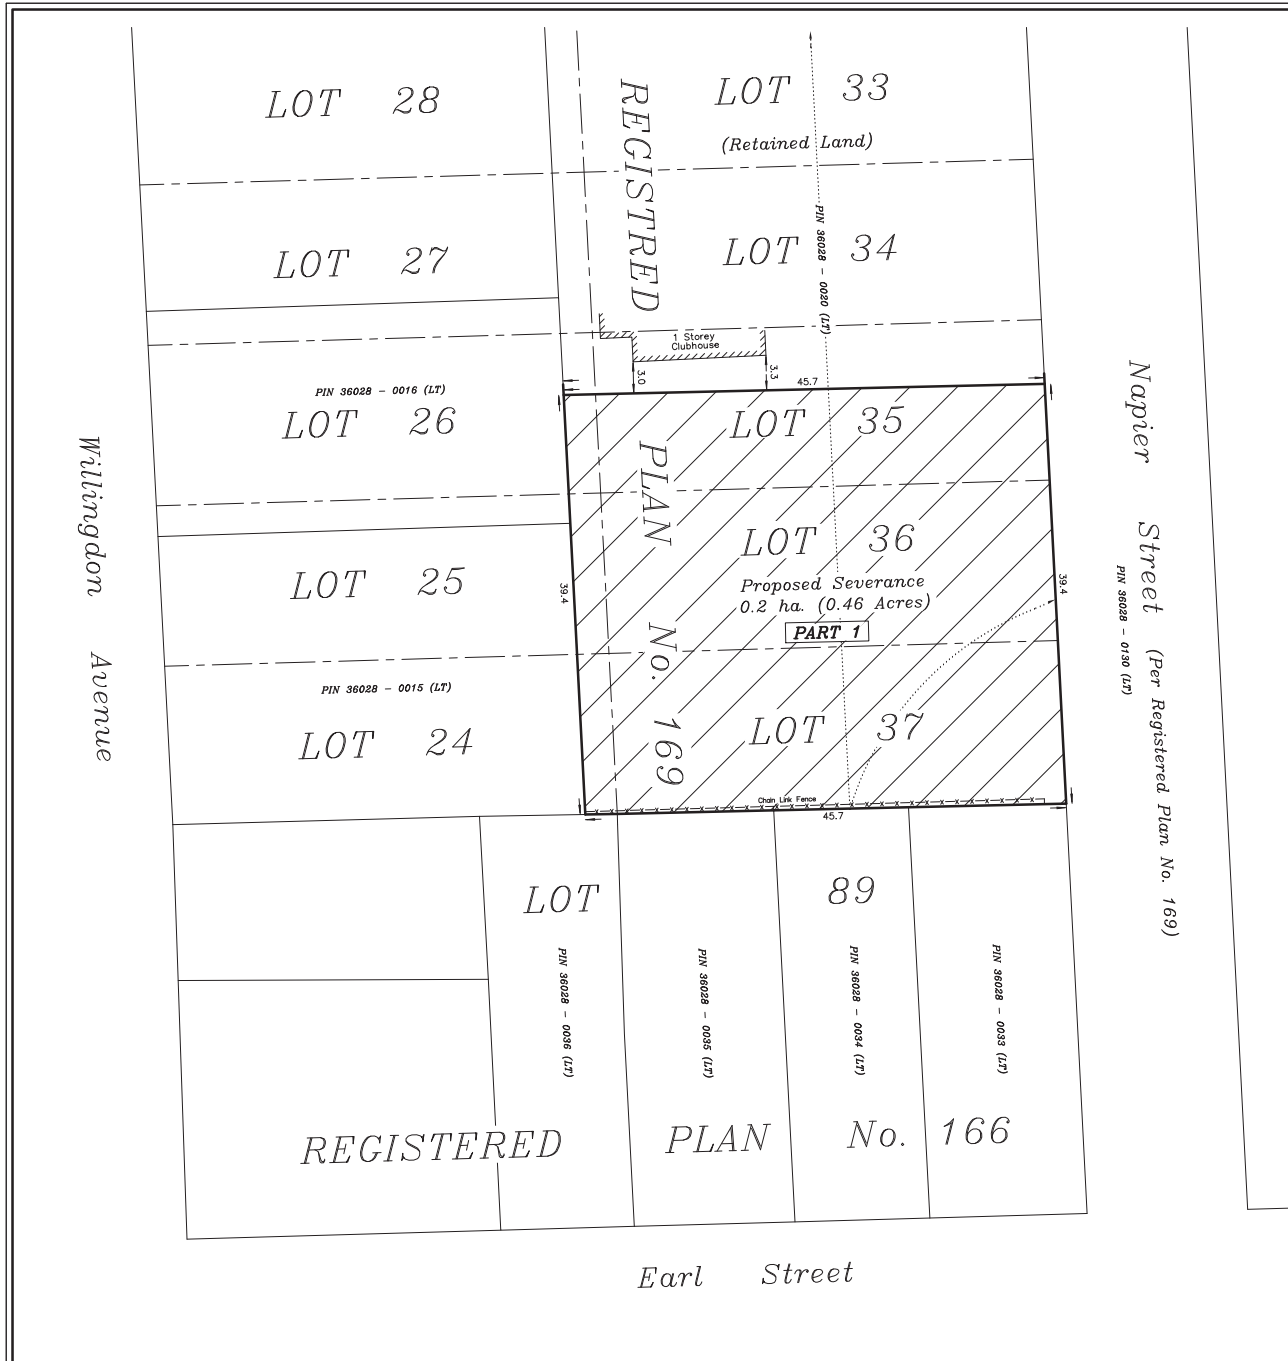 LOT 28
LOT 33
(Retained Land)
REGISTRED
PIN 36028 - 0020 (LT)
LOT 27
LOT 34
1 Storey
Clubhouse
3.0
3.3
45.7
PIN 36028 - 0016 (LT)
LOT 26
LOT 35
PLAN
LOT 36
Proposed Severance
0.2 ha. (0.46 Acres)
PART 1
39.4
39.4
LOT 25
No.
PIN 36028 - 0015 (LT)
LOT 24
LOT 37
169
Chain Link Fence
45.7
Willingdon Avenue
Napier Street (Per Registered Plan No. 169)
PIN 36028 - 0130 (LT)
LOT 89
PIN 36028 - 0036 (LT)
PIN 36028 - 0035 (LT)
PIN 36028 - 0034 (LT)
PIN 36028 - 0033 (LT)
REGISTERED PLAN No. 166
Earl Street